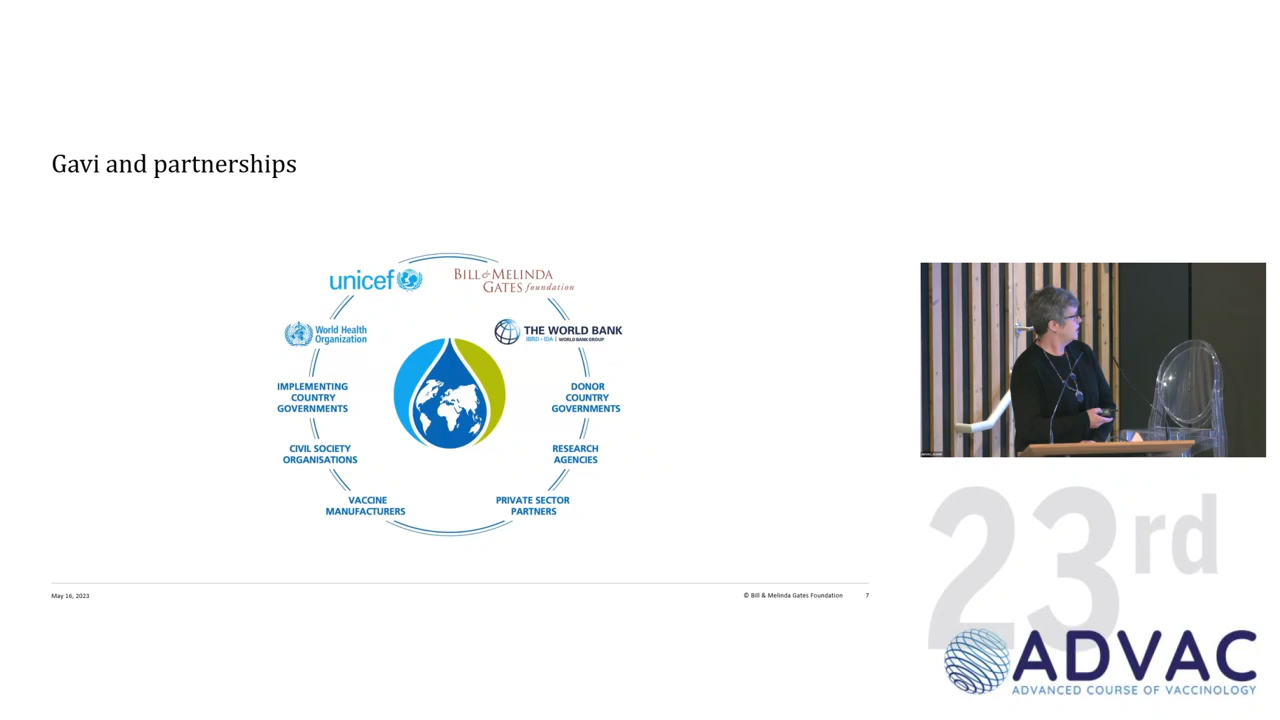 Gavi and partnerships
unicef
BILL & MELINDA
GATES foundation
World Health
Organization
THE WORLD BANK
IBRD • IDA | WORLD BANK GROUP
IMPLEMENTING
COUNTRY
GOVERNMENTS
DONOR
COUNTRY
GOVERNMENTS
CIVIL SOCIETY
ORGANISATIONS
RESEARCH
AGENCIES
VACCINE
MANUFACTURERS
PRIVATE SECTOR
PARTNERS
May 16, 2023
© Bill & Melinda Gates Foundation
7
23rd
ADVAC
ADVANCED COURSE OF VACCINOLOGY